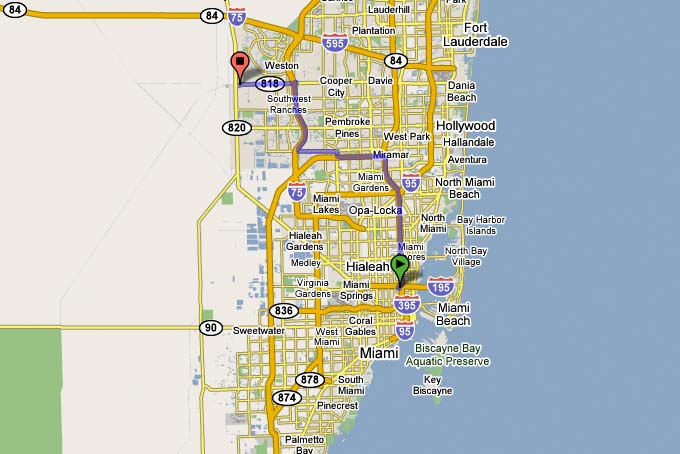 Lauderhill
Park
84
84
75
Plantation
Fort
Lauderdale
595
Weston
84
818
Cooper
City
Davie
Dania
Beach
Southwest
Ranches
820
Pembroke
Pines
West Park
Hollywood
Hallandale
Miramar
Aventura
75
Miami
Gardens
95
North Miami
Beach
Miami
Lakes
Opa-Locka
North
Miami
Bay Harbor
Islands
Hialeah
Gardens
Miami
Medley
Hialeah
North Bay
Village
Virginia
Gardens
Miami
Springs
195
836
395
Miami
Beach
90
Sweetwater
West
Miami
Coral
Gables
95
Miami
Biscayne Bay
Aquatic Preserve
878
South
Miami
Key
Biscayne
874
Pinecrest
Palmetto
Bay